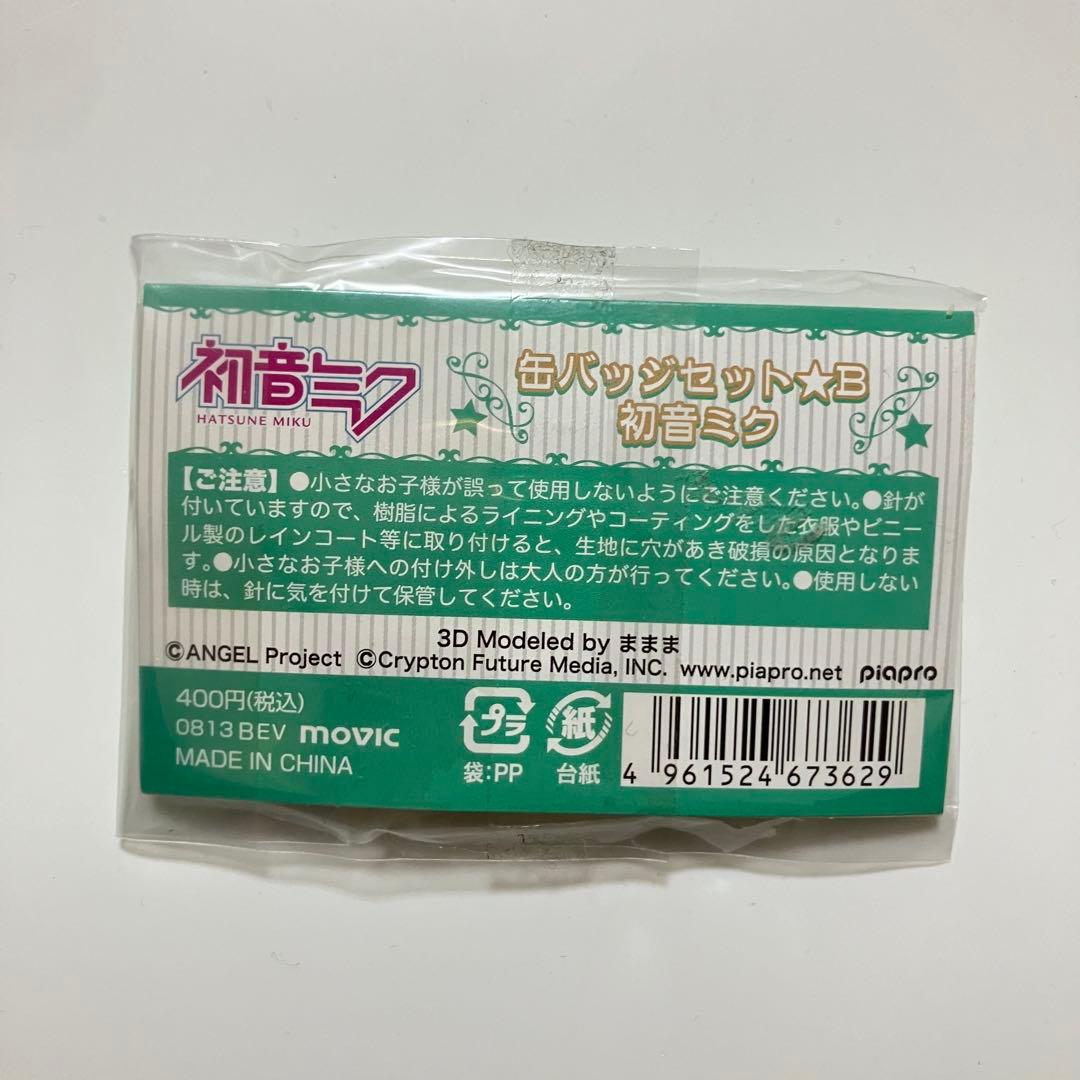 初音ミク
HATSUNE MIKU
缶バッジセット★B
初音ミク
【ご注意】●小さなお子様が誤って使用しないようにご注意ください。●針が
付いていますので、樹脂によるライニングやコーティングをした衣服やビニー
ル製のレインコート等に取り付けると、生地に穴があき破損の原因となりま
す。●小さなお子様への付け外しは大人の方が行ってください。●使用しない
時は、針に気を付けて保管してください。
3D Modeled by ままま
©ANGEL Project ©Crypton Future Media, INC. www.piapro.net piapro
400円(税込)
0813BEV movic
MADE IN CHINA
プラ
袋:PP
紙
台紙
4 961524 673629